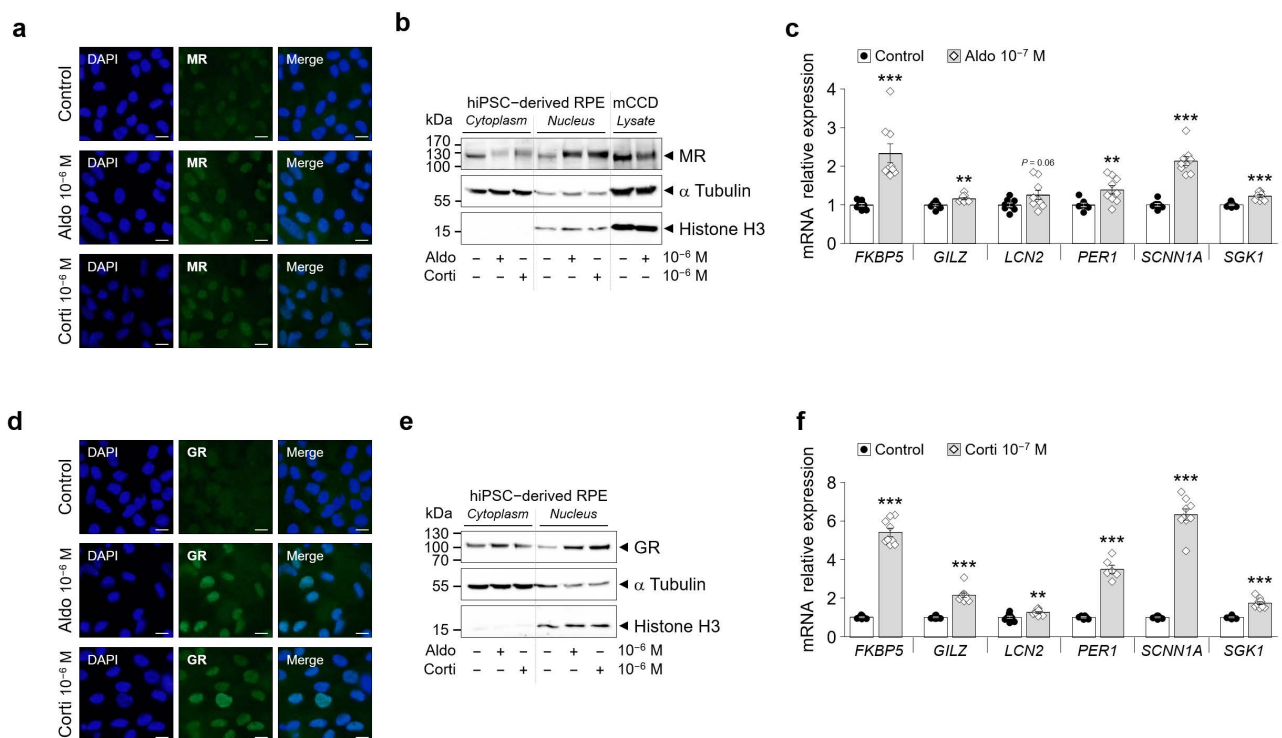 a
DAPI MR Merge
Control
DAPI MR Merge
Aldo 10⁻⁶ M
DAPI MR Merge
Corti 10⁻⁶ M
b
hiPSC−derived RPE mCCD
kDa Cytoplasm Nucleus Lysate
170
130 MR
100
α Tubulin
55
15 Histone H3
Aldo − + − − + − − + 10⁻⁶ M
Corti − − + − − + − − 10⁻⁶ M
c
Control Aldo 10⁻⁷ M
mRNA relative expression
4
3
2
1
0
*** ** P = 0.06 ** *** ***
FKBP5 GILZ LCN2 PER1 SCNN1A SGK1
d
DAPI GR Merge
Control
DAPI GR Merge
Aldo 10⁻⁶ M
DAPI GR Merge
Corti 10⁻⁶ M
e
hiPSC−derived RPE
kDa Cytoplasm Nucleus
130
100 GR
70
55 α Tubulin
15 Histone H3
Aldo − + − − + − 10⁻⁶ M
Corti − − + − − + 10⁻⁶ M
f
Control Corti 10⁻⁷ M
mRNA relative expression
8
6
4
2
0
*** *** ** *** *** ***
FKBP5 GILZ LCN2 PER1 SCNN1A SGK1